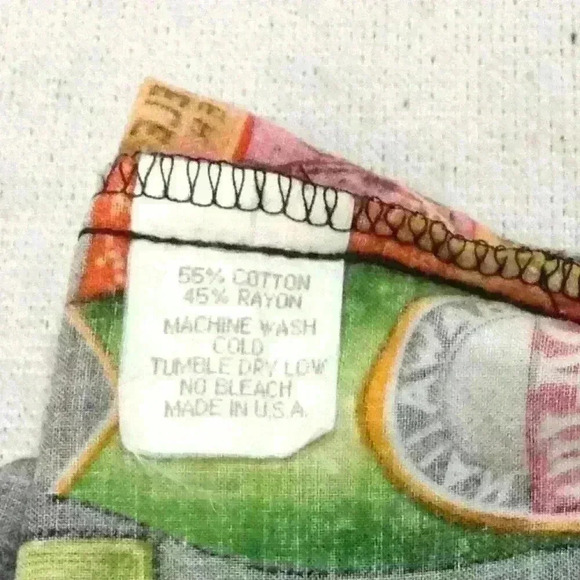 55% COTTON
45% RAYON
MACHINE WASH
COLD
TUMBLE DRY LOW
NO BLEACH
MADE IN U.S.A.